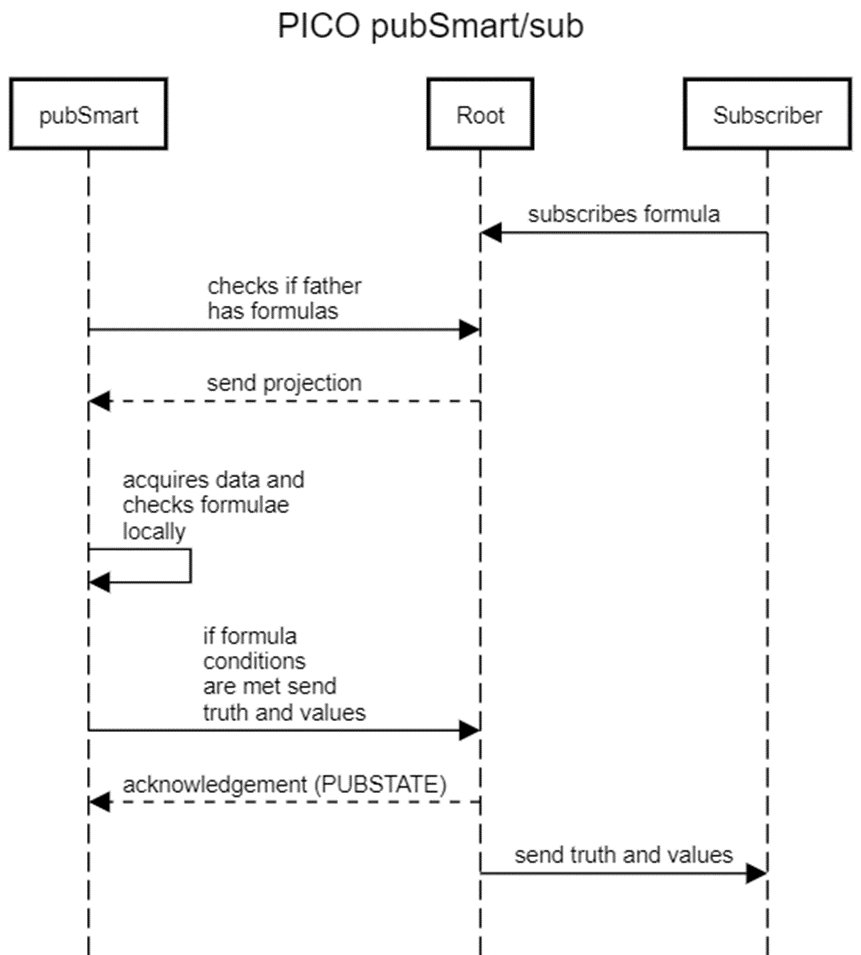 PICO pubSmart/sub
pubSmart
Root
Subscriber
subscribes formula
checks if father
has formulas
send projection
acquires data and
checks formulae
locally
if formula
conditions
are met send
truth and values
acknowledgement (PUBSTATE)
send truth and values